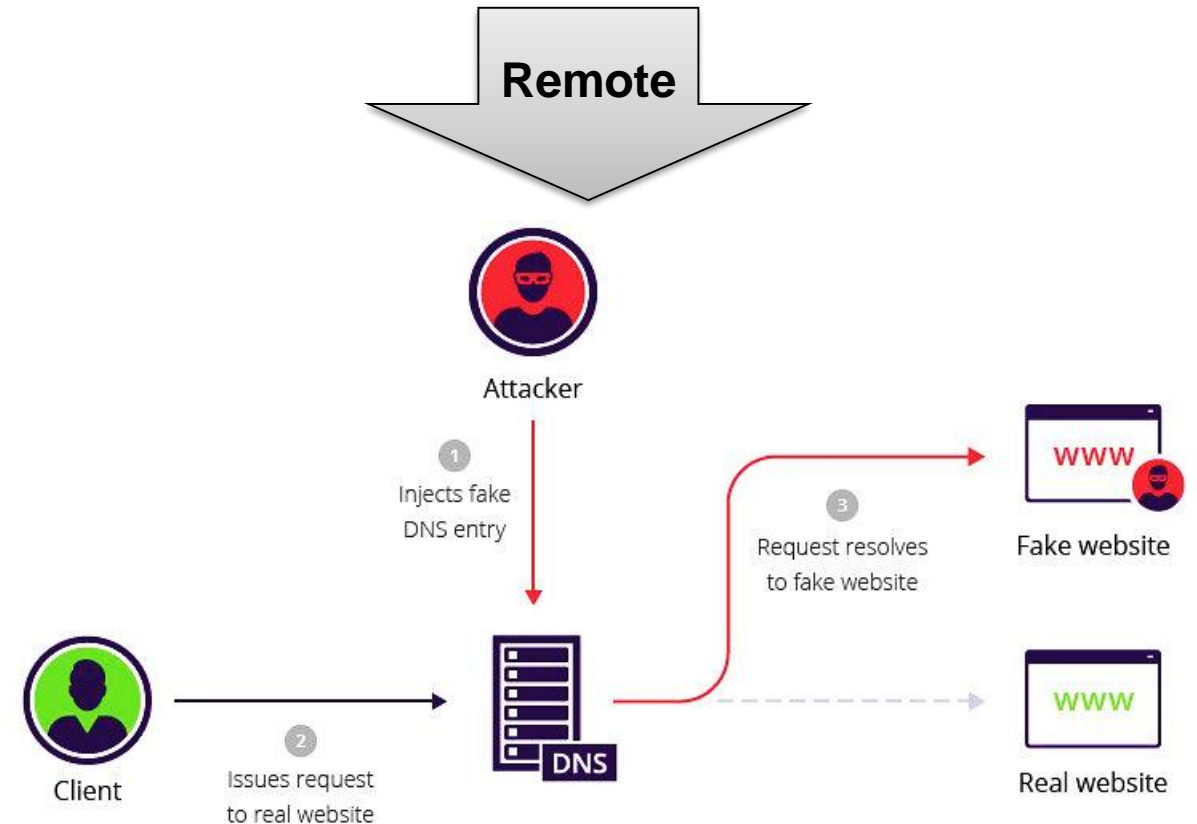 Remote
Attacker
1
Injects fake
DNS entry
www
3
Request resolves
to fake website
Fake website
Client
2
Issues request
to real website
DNS
www
Real website